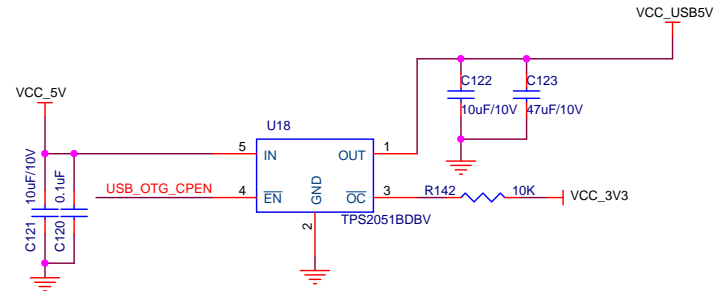 VCC_USB5V
C122
C123
10uF/10V
47uF/10V
VCC_5V
U18
5
IN
OUT
1
10uF/10V
0.1uF
USB_OTG_CPEN
4
EN
GND
OC
3
R142
10K
VCC_3V3
C121
C120
2
TPS2051BDBV